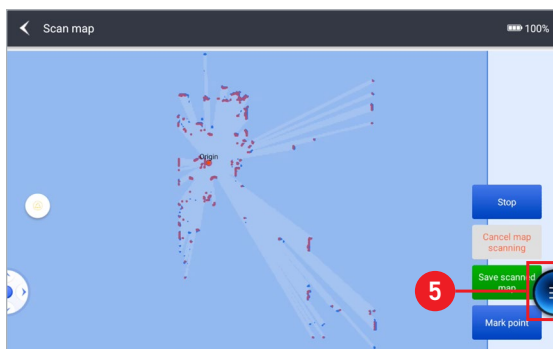 Scan map
100%
Origin
Stop
Cancel map
scanning
Save scanned
map
5
Mark point